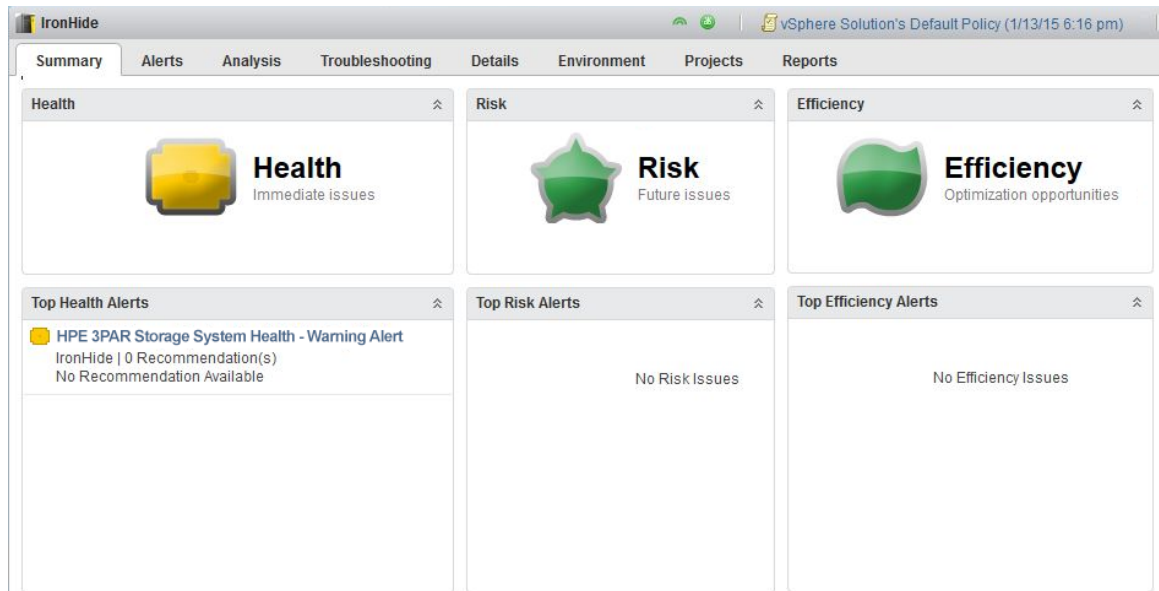 IronHide
vSphere Solution's Default Policy (1/13/15 6:16 pm)
Summary Alerts Analysis Troubleshooting Details Environment Projects Reports
Health
Health
Immediate issues
Risk
Risk
Future issues
Efficiency
Efficiency
Optimization opportunities
Top Health Alerts
HPE 3PAR Storage System Health - Warning Alert
IronHide | 0 Recommendation(s)
No Recommendation Available
Top Risk Alerts
No Risk Issues
Top Efficiency Alerts
No Efficiency Issues